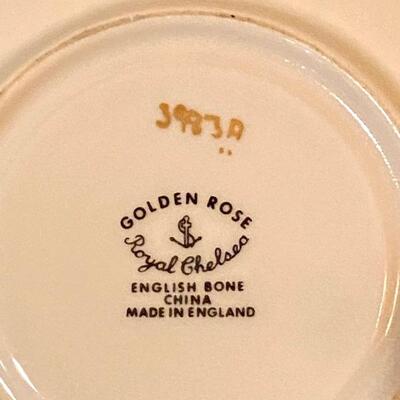 3983A
GOLDEN ROSE
Royal Chelsea
ENGLISH BONE
CHINA
MADE IN ENGLAND